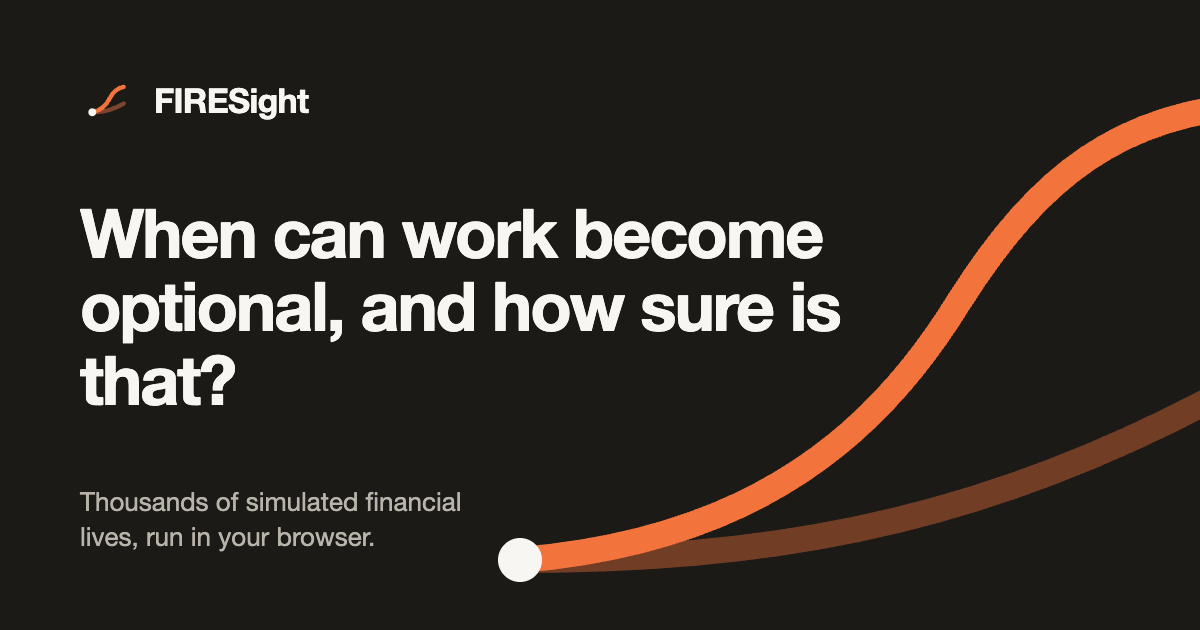 FIRESight
When can work become
optional, and how sure is
that?
Thousands of simulated financial
lives, run in your browser.